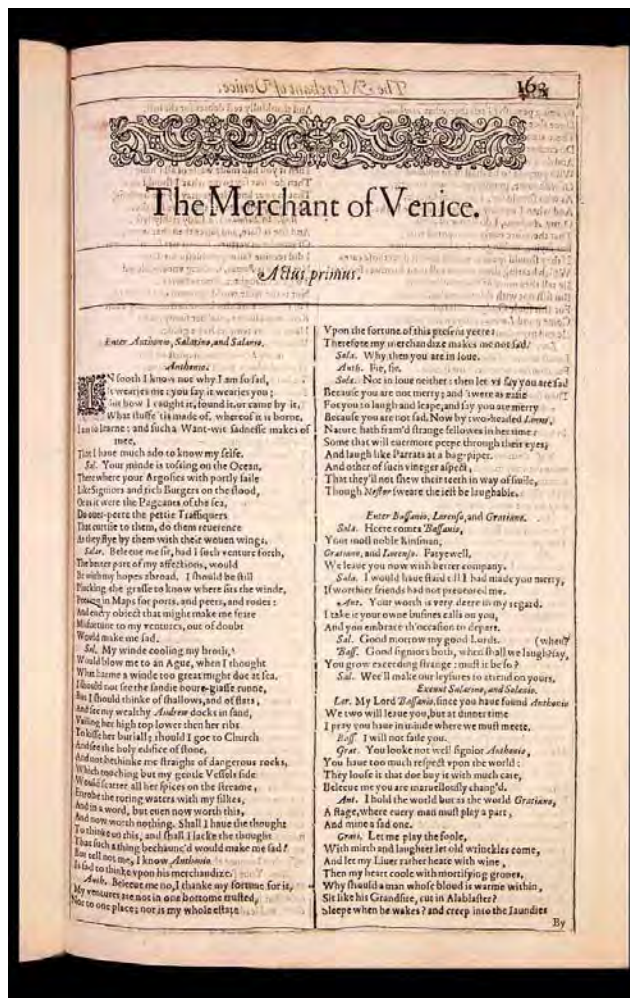 163
The Merchant of Venice.
Actus primus.
Enter Anthonio, Salarino, and Salanio.
Anthonio.
IN sooth I know not why I am so sad,
It wearies me: you say it wearies you;
But how I caught it, found it, or came by it,
What stuffe 'tis made of, whereof it is borne,
I am to learne: and such a Want-wit sadnesse makes of
mee,
That I haue much ado to know my selfe.
Sal. Your minde is tossing on the Ocean,
There where your Argosies with portly saile
Like Signiors and rich Burgers on the flood,
Or as it were the Pageants of the sea,
Do ouer-peere the pettie Traffiquers
That curtsie to them, do them reuerence
As they flye by them with their wouen wings.
Salar. Beleeue me sir, had I such venture forth,
The better part of my affections, would
Be with my hopes abroad. I should be still
Plucking the grasse to know where sits the winde,
Peering in Maps for ports, and peers, and rodes:
And euery obiect that might make me feare
Misfortune to my ventures, out of doubt
Would make me sad.
Sal. My winde cooling my broth,
Would blow me to an Ague, when I thought
What harme a winde too great might doe at sea.
I should not see the sandie houre-glasse runne,
But I should thinke of shallows, and of flats,
And see my wealthy Andrew docks in sand,
Vailing her high top lower then her ribs
To kisse her buriall; should I goe to Church
And see the holy edifice of stone,
And not bethinke me straight of dangerous rocks,
Which touching but my gentle Vessels side
Would scatter all her spices on the streame,
Enrobe the roring waters with my silkes,
And in a word, but euen now worth this,
And now worth nothing. Shall I haue the thought
To thinke on this, and shall I lacke the thought
That such a thing bechaunc'd would make me sad?
But tell not me, I know Anthonio
Is sad to thinke vpon his merchandize.
Anth. Beleeue me no, I thanke my fortune for it,
My ventures are not in one bottome trusted,
Nor to one place; nor is my whole estate
Vpon the fortune of this present yeere:
Therefore my merchandize makes me not sad.
Sola. Why then you are in loue.
Anth. Fie, fie.
Sola. Not in loue neither: then let vs say you are sad
Because you are not merry; and 'twere as easie
For you to laugh and leape, and say you are merry
Because you are not sad. Now by two-headed Ianus,
Nature hath fram'd strange fellowes in her time:
Some that will euermore peepe through their eyes,
And laugh like Parrats at a bag-piper.
And other of such vineger aspect,
That they'll not shew their teeth in way of smile,
Though Nestor sweare the iest be laughable.
Enter Bassanio, Lorenso, and Gratiano.
Sola. Heere comes Bassanio,
Your most noble Kinsman,
Gratiano, and Lorenso. Faryewell,
We leaue you now with better company.
Sala. I would haue staid till I had made you merry,
If worthier friends had not preuented me.
Ant. Your worth is very deere in my regard.
I take it your owne busines calls on you,
And you embrace th'occasion to depart.
Sal. Good morrow my good Lords. (when?
Bass. Good signiors both, when shall we laugh? say,
You grow exceeding strange: must it be so?
Sal. Wee'll make our leysures to attend on yours.
Exeunt Salarino, and Solanio.
Lor. My Lord Bassanio, since you haue found Anthonio
We two will leaue you, but at dinner time
I pray you haue in minde where we must meete.
Bass. I will not faile you.
Grat. You looke not well signior Anthonio,
You haue too much respect vpon the world:
They loose it that doe buy it with much care,
Beleeue me you are maruellously chang'd.
Ant. I hold the world but as the world Gratiano,
A stage, where euery man must play a part,
And mine a sad one.
Grati. Let me play the foole,
With mirth and laughter let old wrinckles come,
And let my Liuer rather heate with wine,
Then my heart coole with mortifying grones.
Why should a man whose bloud is warme within,
Sit like his Grandsire, cut in Alablaster?
Sleepe when he wakes? and creep into the Iaundies
By